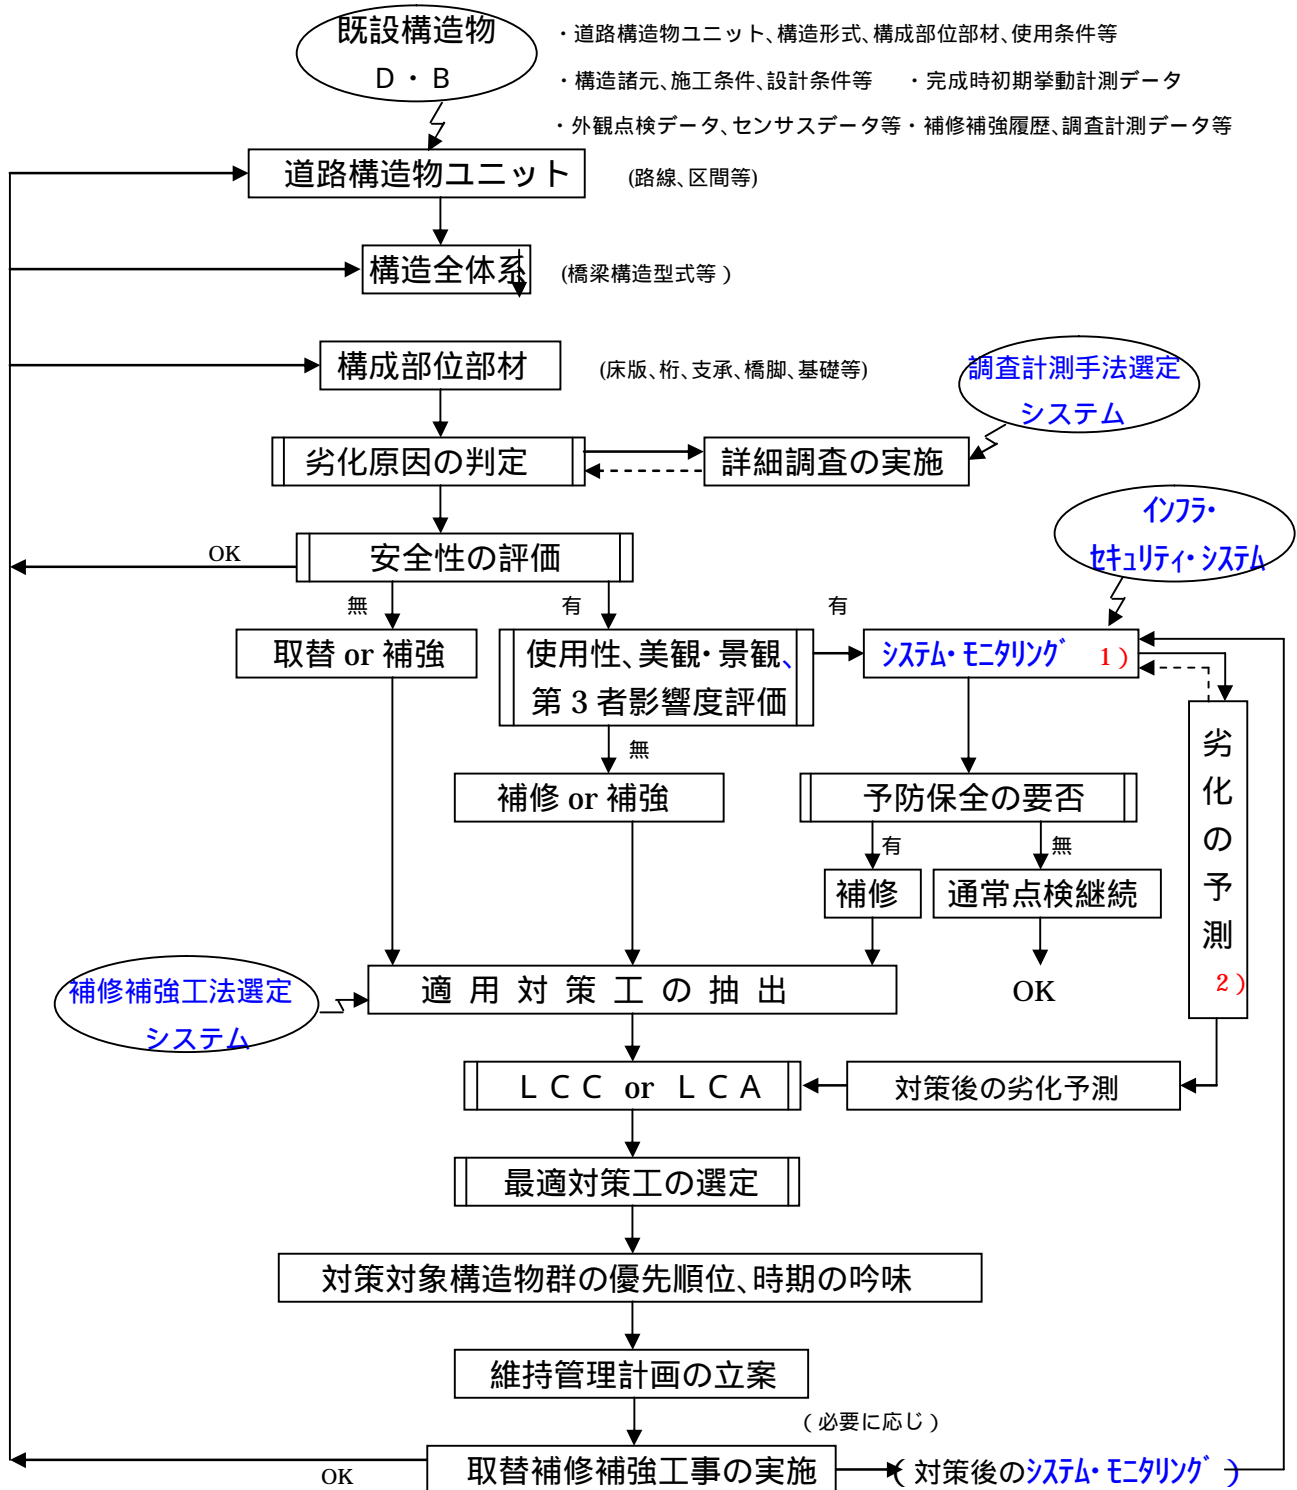 既設構造物
D・B
・道路構造物ユニット、構造形式、構成部位部材、使用条件等
・構造諸元、施工条件、設計条件等 ・完成時初期挙動計測データ
・外観点検データ、センサスデータ等・補修補強履歴、調査計測データ等
道路構造物ユニット (路線、区間等)
構造全体系 (橋梁構造型式等)
構成部位部材 (床版、桁、支承、橋脚、基礎等)
調査計測手法選定
システム
劣化原因の判定 詳細調査の実施
インフラ・
セキュリティ・システム
OK 安全性の評価
無 有 有
取替 or 補強
使用性、美観・景観、
第3者影響度評価
システム・モニタリング 1)
無
劣化の予測 2)
補修 or 補強 予防保全の要否
有 無
補修 通常点検継続
補修補強工法選定
システム
適用対策工の抽出 OK
LCC or LCA 対策後の劣化予測
最適対策工の選定
対策対象構造物群の優先順位、時期の吟味
維持管理計画の立案
(必要に応じ)
OK 取替補修補強工事の実施 (対策後のシステム・モニタリング)